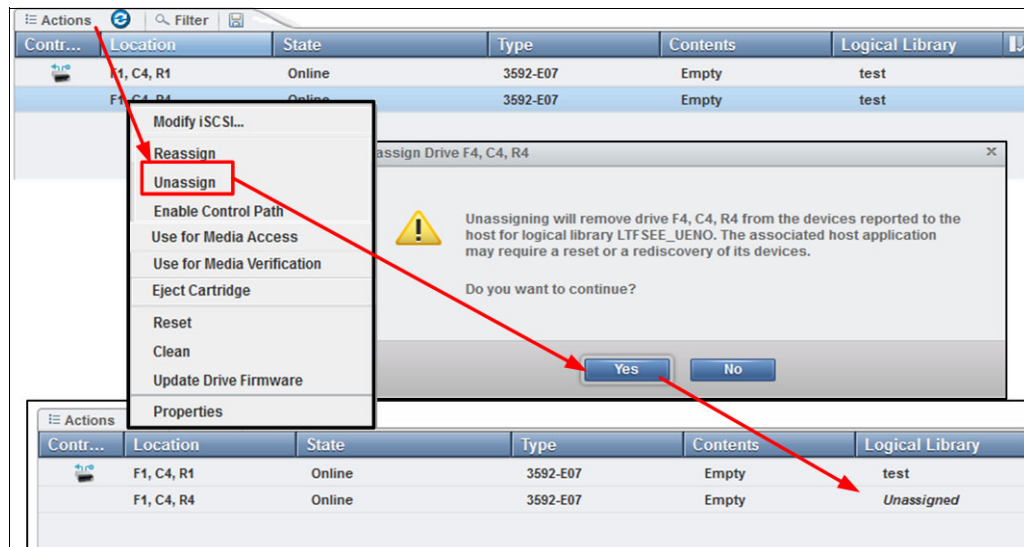 Actions Filter
Contr... Location State Type Contents Logical Library
F1, C4, R1 Online 3592-E07 Empty test
F1, C4, R4 Online 3592-E07 Empty test
Modify iSCSI...
Reassign
Unassign
Enable Control Path
Use for Media Access
Use for Media Verification
Eject Cartridge
Reset
Clean
Update Drive Firmware
Properties
assign Drive F4, C4, R4
Unassigning will remove drive F4, C4, R4 from the devices reported to the
host for logical library LTFSEE_UENO. The associated host application
may require a reset or a rediscovery of its devices.
Do you want to continue?
Yes No
Actions
Contr... Location State Type Contents Logical Library
F1, C4, R1 Online 3592-E07 Empty test
F1, C4, R4 Online 3592-E07 Empty Unassigned